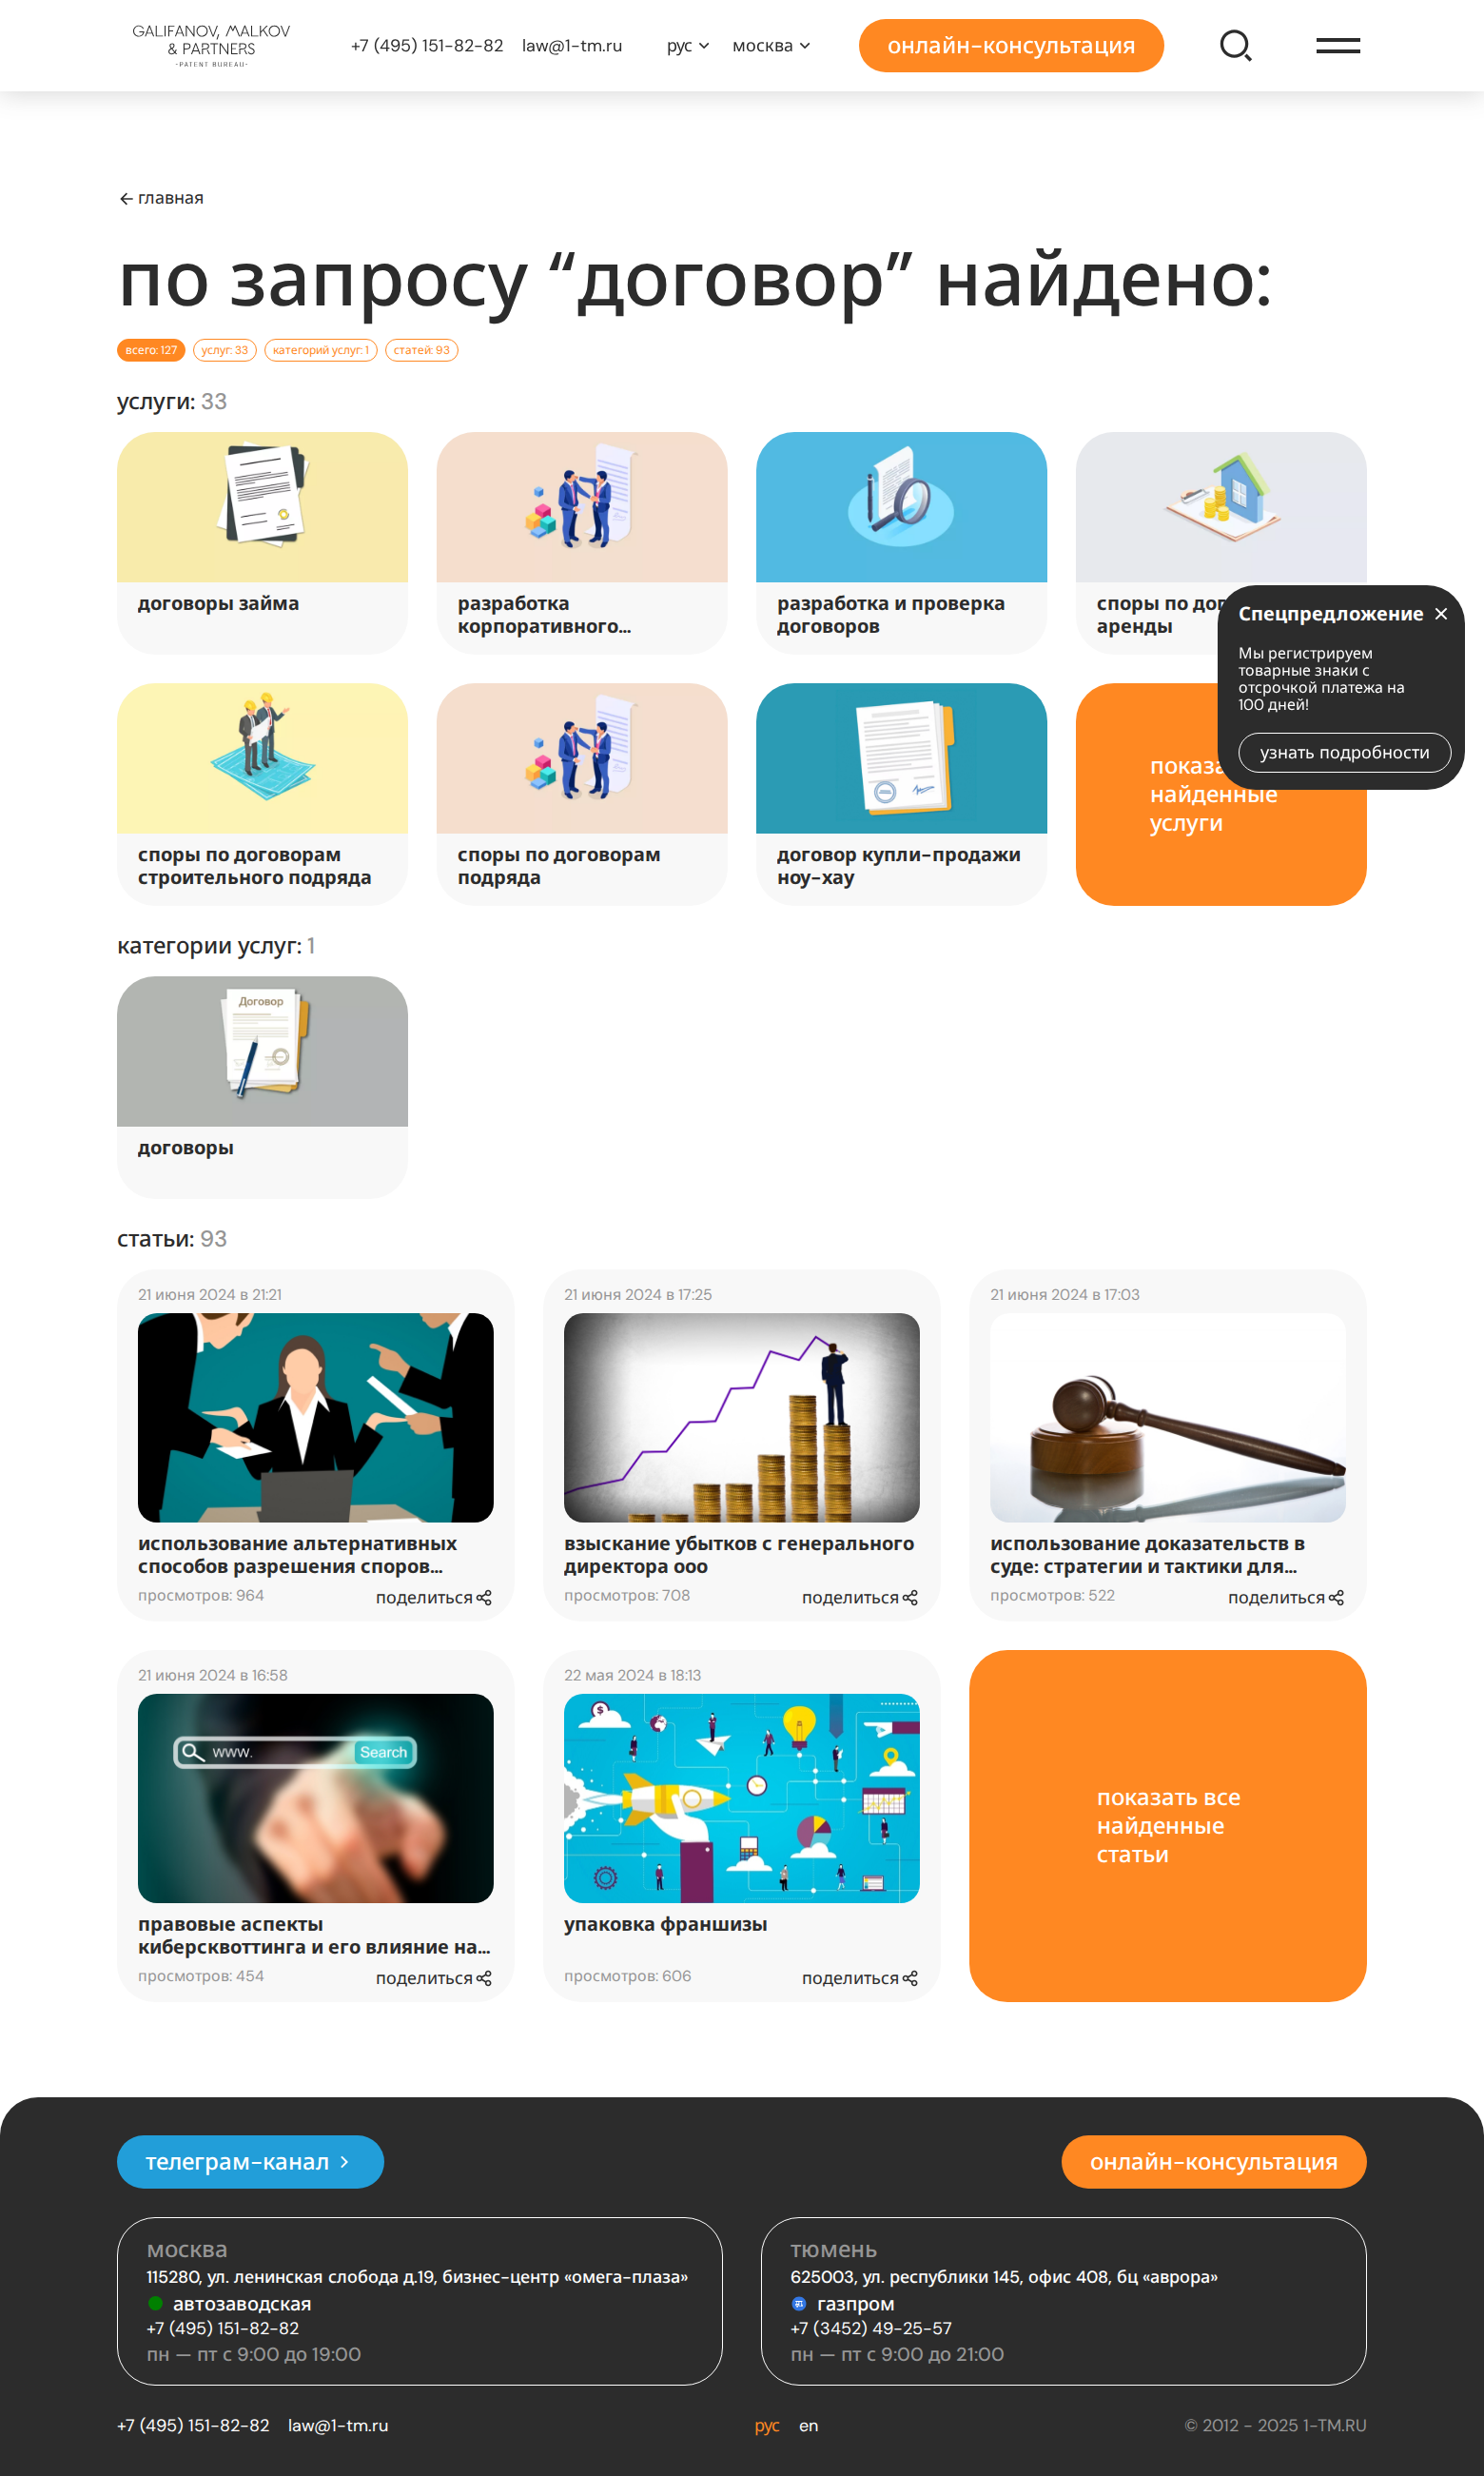 GALIFANOV, MALKOV
& PARTNERS
-PATENT BUREAU-
+7 (495) 151-82-82 law@1-tm.ru рус москва онлайн-консультация
главная
по запросу “договор” найдено:
всего: 127 услуг: 33 категорий услуг: 1 статей: 93
услуги: 33
договоры займа
разработка
корпоративного...
разработка и проверка
договоров
споры по дог
аренды
Спецпредложение
Мы регистрируем
товарные знаки с
отсрочкой платежа на
100 дней!
узнать подробности
споры по договорам
строительного подряда
споры по договорам
подряда
договор купли-продажи
ноу-хау
показа
найденные
услуги
категории услуг: 1
Договор
договоры
статьи: 93
21 июня 2024 в 21:21
использование альтернативных
способов разрешения споров...
просмотров: 964 поделиться
21 июня 2024 в 17:25
взыскание убытков с генерального
директора ооо
просмотров: 708 поделиться
21 июня 2024 в 17:03
использование доказательств в
суде: стратегии и тактики для...
просмотров: 522 поделиться
21 июня 2024 в 16:58
www. Search
правовые аспекты
киберсквоттинга и его влияние на...
просмотров: 454 поделиться
22 мая 2024 в 18:13
упаковка франшизы
просмотров: 606 поделиться
показать все
найденные
статьи
телеграм-канал онлайн-консультация
москва
115280, ул. ленинская слобода д.19, бизнес-центр «омега-плаза»
автозаводская
+7 (495) 151-82-82
пн — пт с 9:00 до 19:00
тюмень
625003, ул. республики 145, офис 408, бц «аврора»
газпром
+7 (3452) 49-25-57
пн — пт с 9:00 до 21:00
+7 (495) 151-82-82 law@1-tm.ru рус en © 2012 - 2025 1-TM.RU